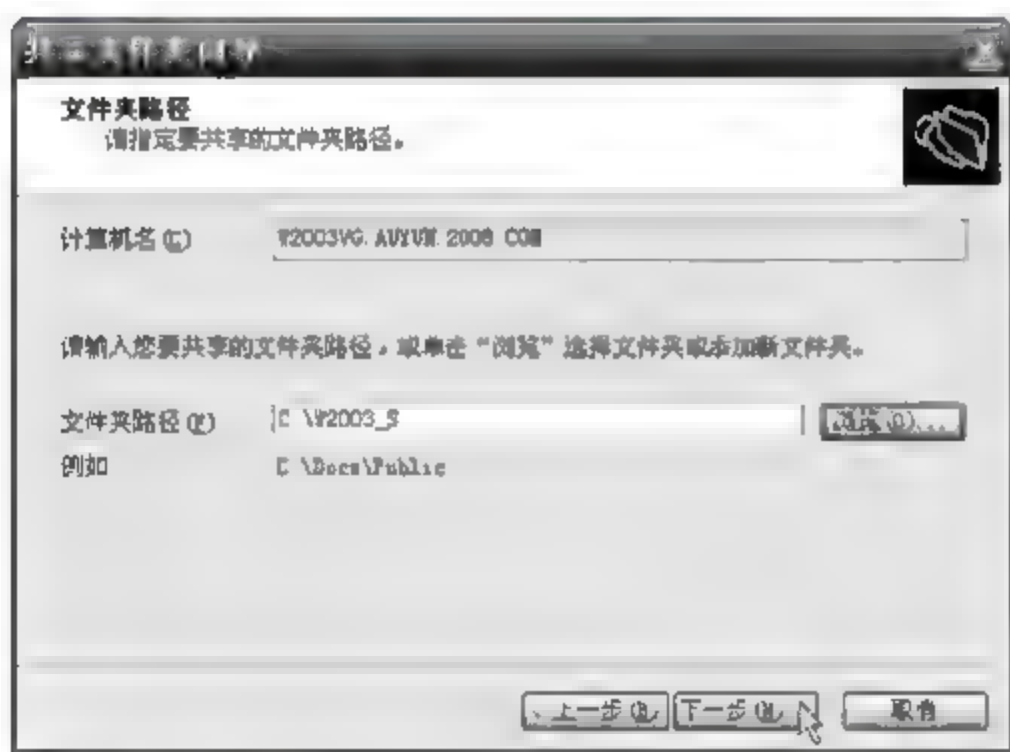 共享文件夹向导
文件夹路径
请指定要共享的文件夹路径。
计算机名(C) W2003VG.AUYUM.2008 COM
请输入您要共享的文件夹路径，或单击“浏览”选择文件夹或添加新文件夹。
文件夹路径(F) C \W2003_S 浏览(O)...
例如 C \Docs\Public
上一步(B) 下一步(N) 取消